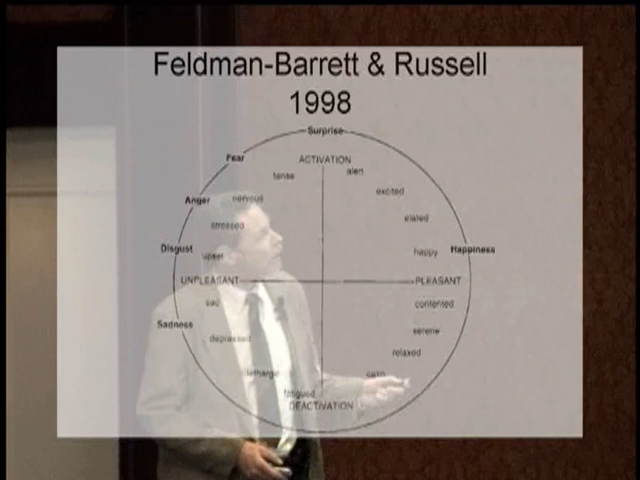 Feldman-Barrett & Russell
1998
Surprise
Fear
ACTIVATION
tense
alert
excited
Anger
nervous
elated
stressed
Disgust
upset
happy
Happiness
UNPLEASANT
PLEASANT
sad
contented
Sadness
serene
depressed
relaxed
lethargic
calm
fatigued
DEACTIVATION